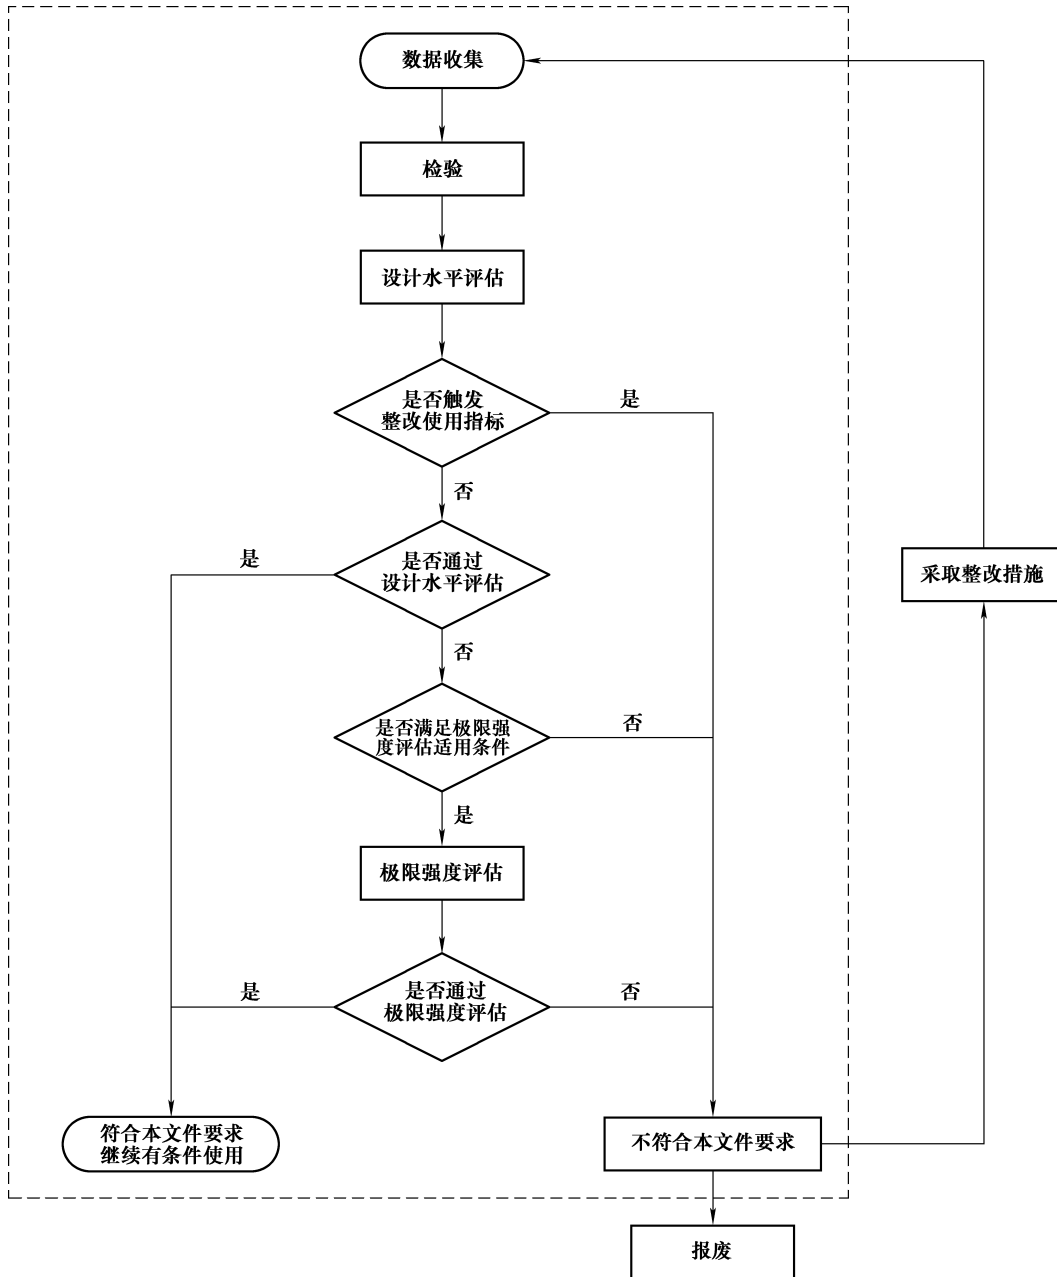 数据收集
检验
设计水平评估
是否触发
整改使用指标
是
否
是否通过
设计水平评估
是
否
采取整改措施
是否满足极限强
度评估适用条件
否
是
极限强度评估
是否通过
极限强度评估
是
否
符合本文件要求
继续有条件使用
不符合本文件要求
报废